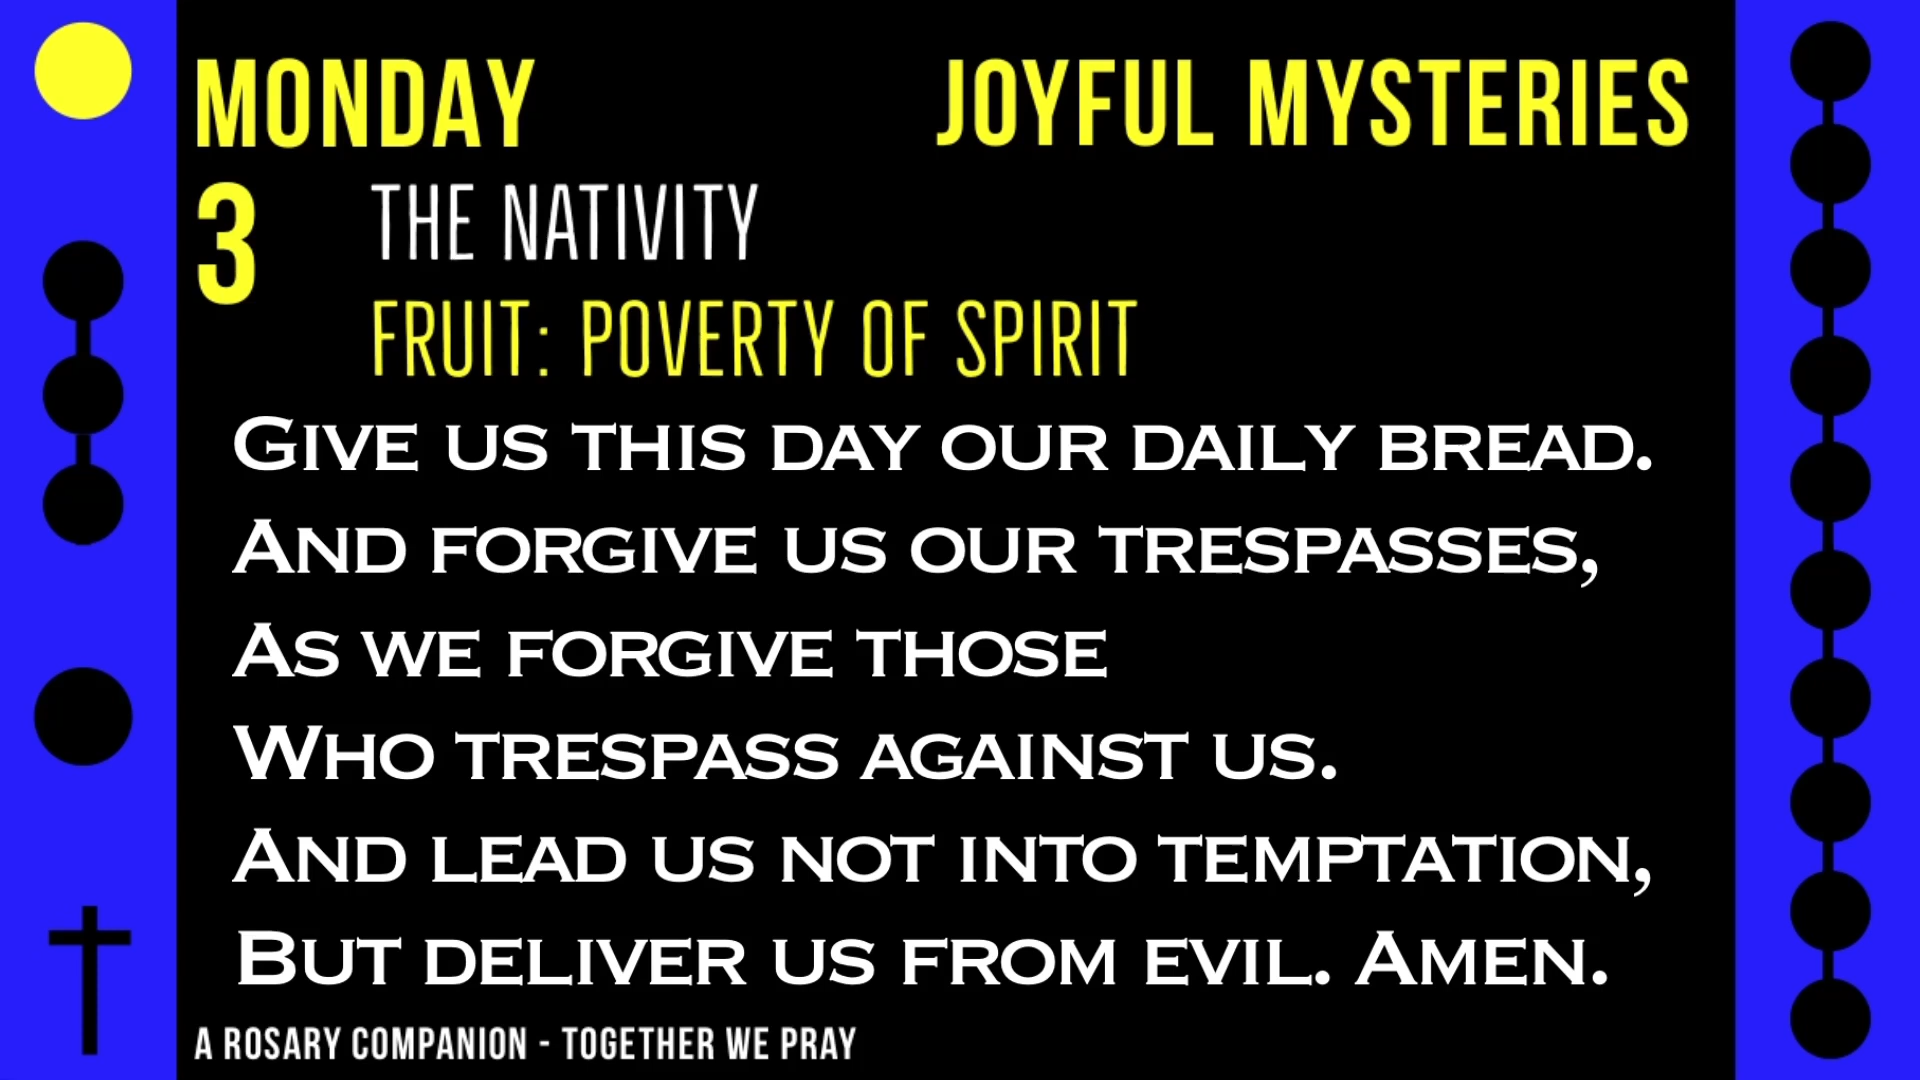 MONDAY JOYFUL MYSTERIES
3 THE NATIVITY
FRUIT: POVERTY OF SPIRIT
GIVE US THIS DAY OUR DAILY BREAD.
AND FORGIVE US OUR TRESPASSES,
AS WE FORGIVE THOSE
WHO TRESPASS AGAINST US.
AND LEAD US NOT INTO TEMPTATION,
BUT DELIVER US FROM EVIL. AMEN.
A ROSARY COMPANION - TOGETHER WE PRAY